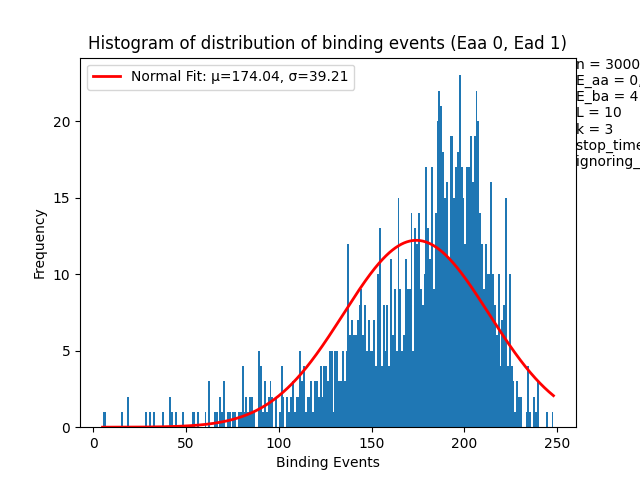 Histogram of distribution of binding events (Eaa 0, Ead 1)
Normal Fit: μ=174.04, σ=39.21
n = 3000
E_aa = 0,
E_ba = 4
L = 10
k = 3
stop_time
ignoring_
Frequency
20
15
10
5
0
0 50 100 150 200 250
Binding Events